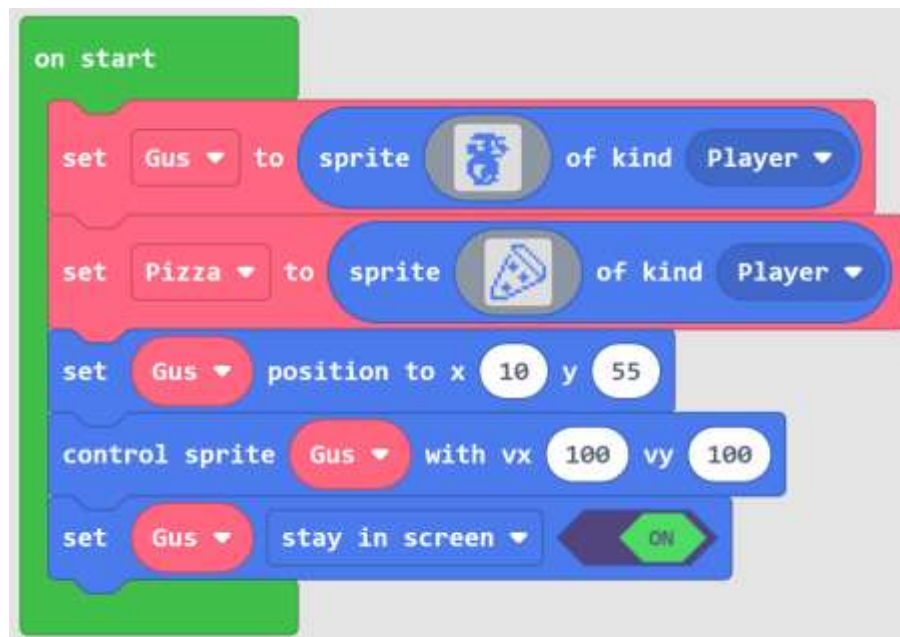 on start
set Gus to sprite of kind Player
set Pizza to sprite of kind Player
set Gus position to x 10 y 55
control sprite Gus with vx 100 vy 100
set Gus stay in screen ON